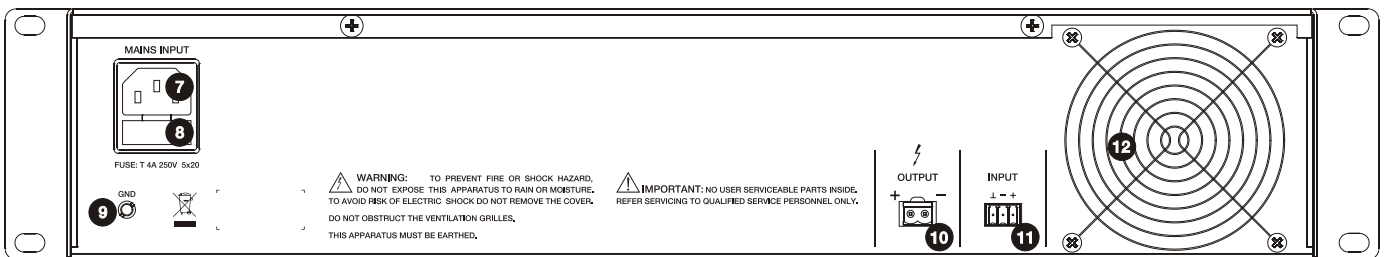 MAINS INPUT
7
8
FUSE: T 4A 250V 5x20
GND
9
WARNING: TO PREVENT FIRE OR SHOCK HAZARD,
DO NOT EXPOSE THIS APPARATUS TO RAIN OR MOISTURE.
TO AVOID RISK OF ELECTRIC SHOCK DO NOT REMOVE THE COVER.
DO NOT OBSTRUCT THE VENTILATION GRILLES.
THIS APPARATUS MUST BE EARTHED.
IMPORTANT: NO USER SERVICEABLE PARTS INSIDE.
REFER SERVICING TO QUALIFIED SERVICE PERSONNEL ONLY.
OUTPUT
+ −
10
INPUT
⊥ − +
11
12